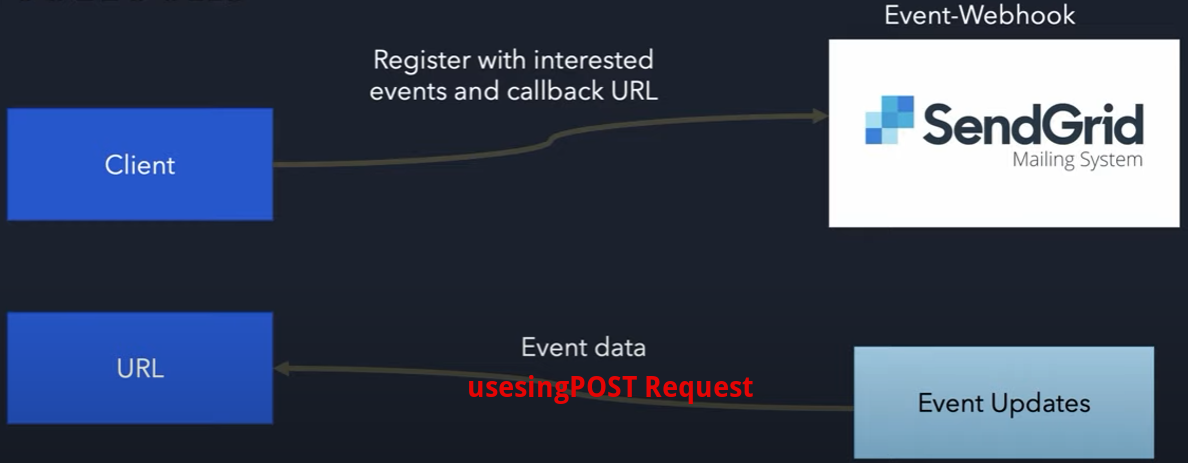 Event-Webhook
Register with interested
events and callback URL
Client
SendGrid
Mailing System
URL
Event data
usesingPOST Request
Event Updates